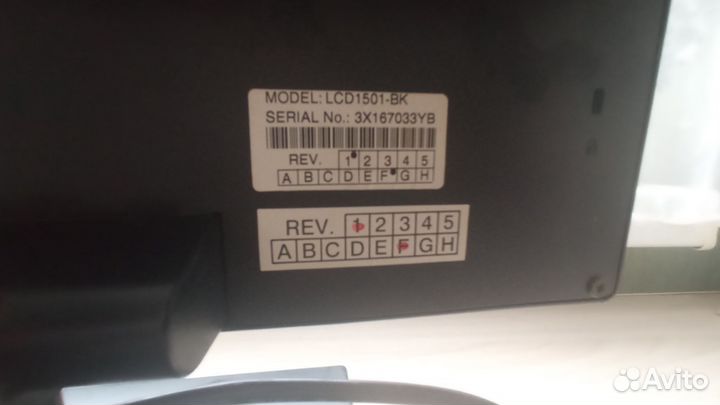 MODEL: LCD1501-BK
SERIAL No.: 3X167033YB
REV. 1 2 3 4 5
A B C D E F G H
REV. 1 2 3 4 5
A B C D E F G H
Avito